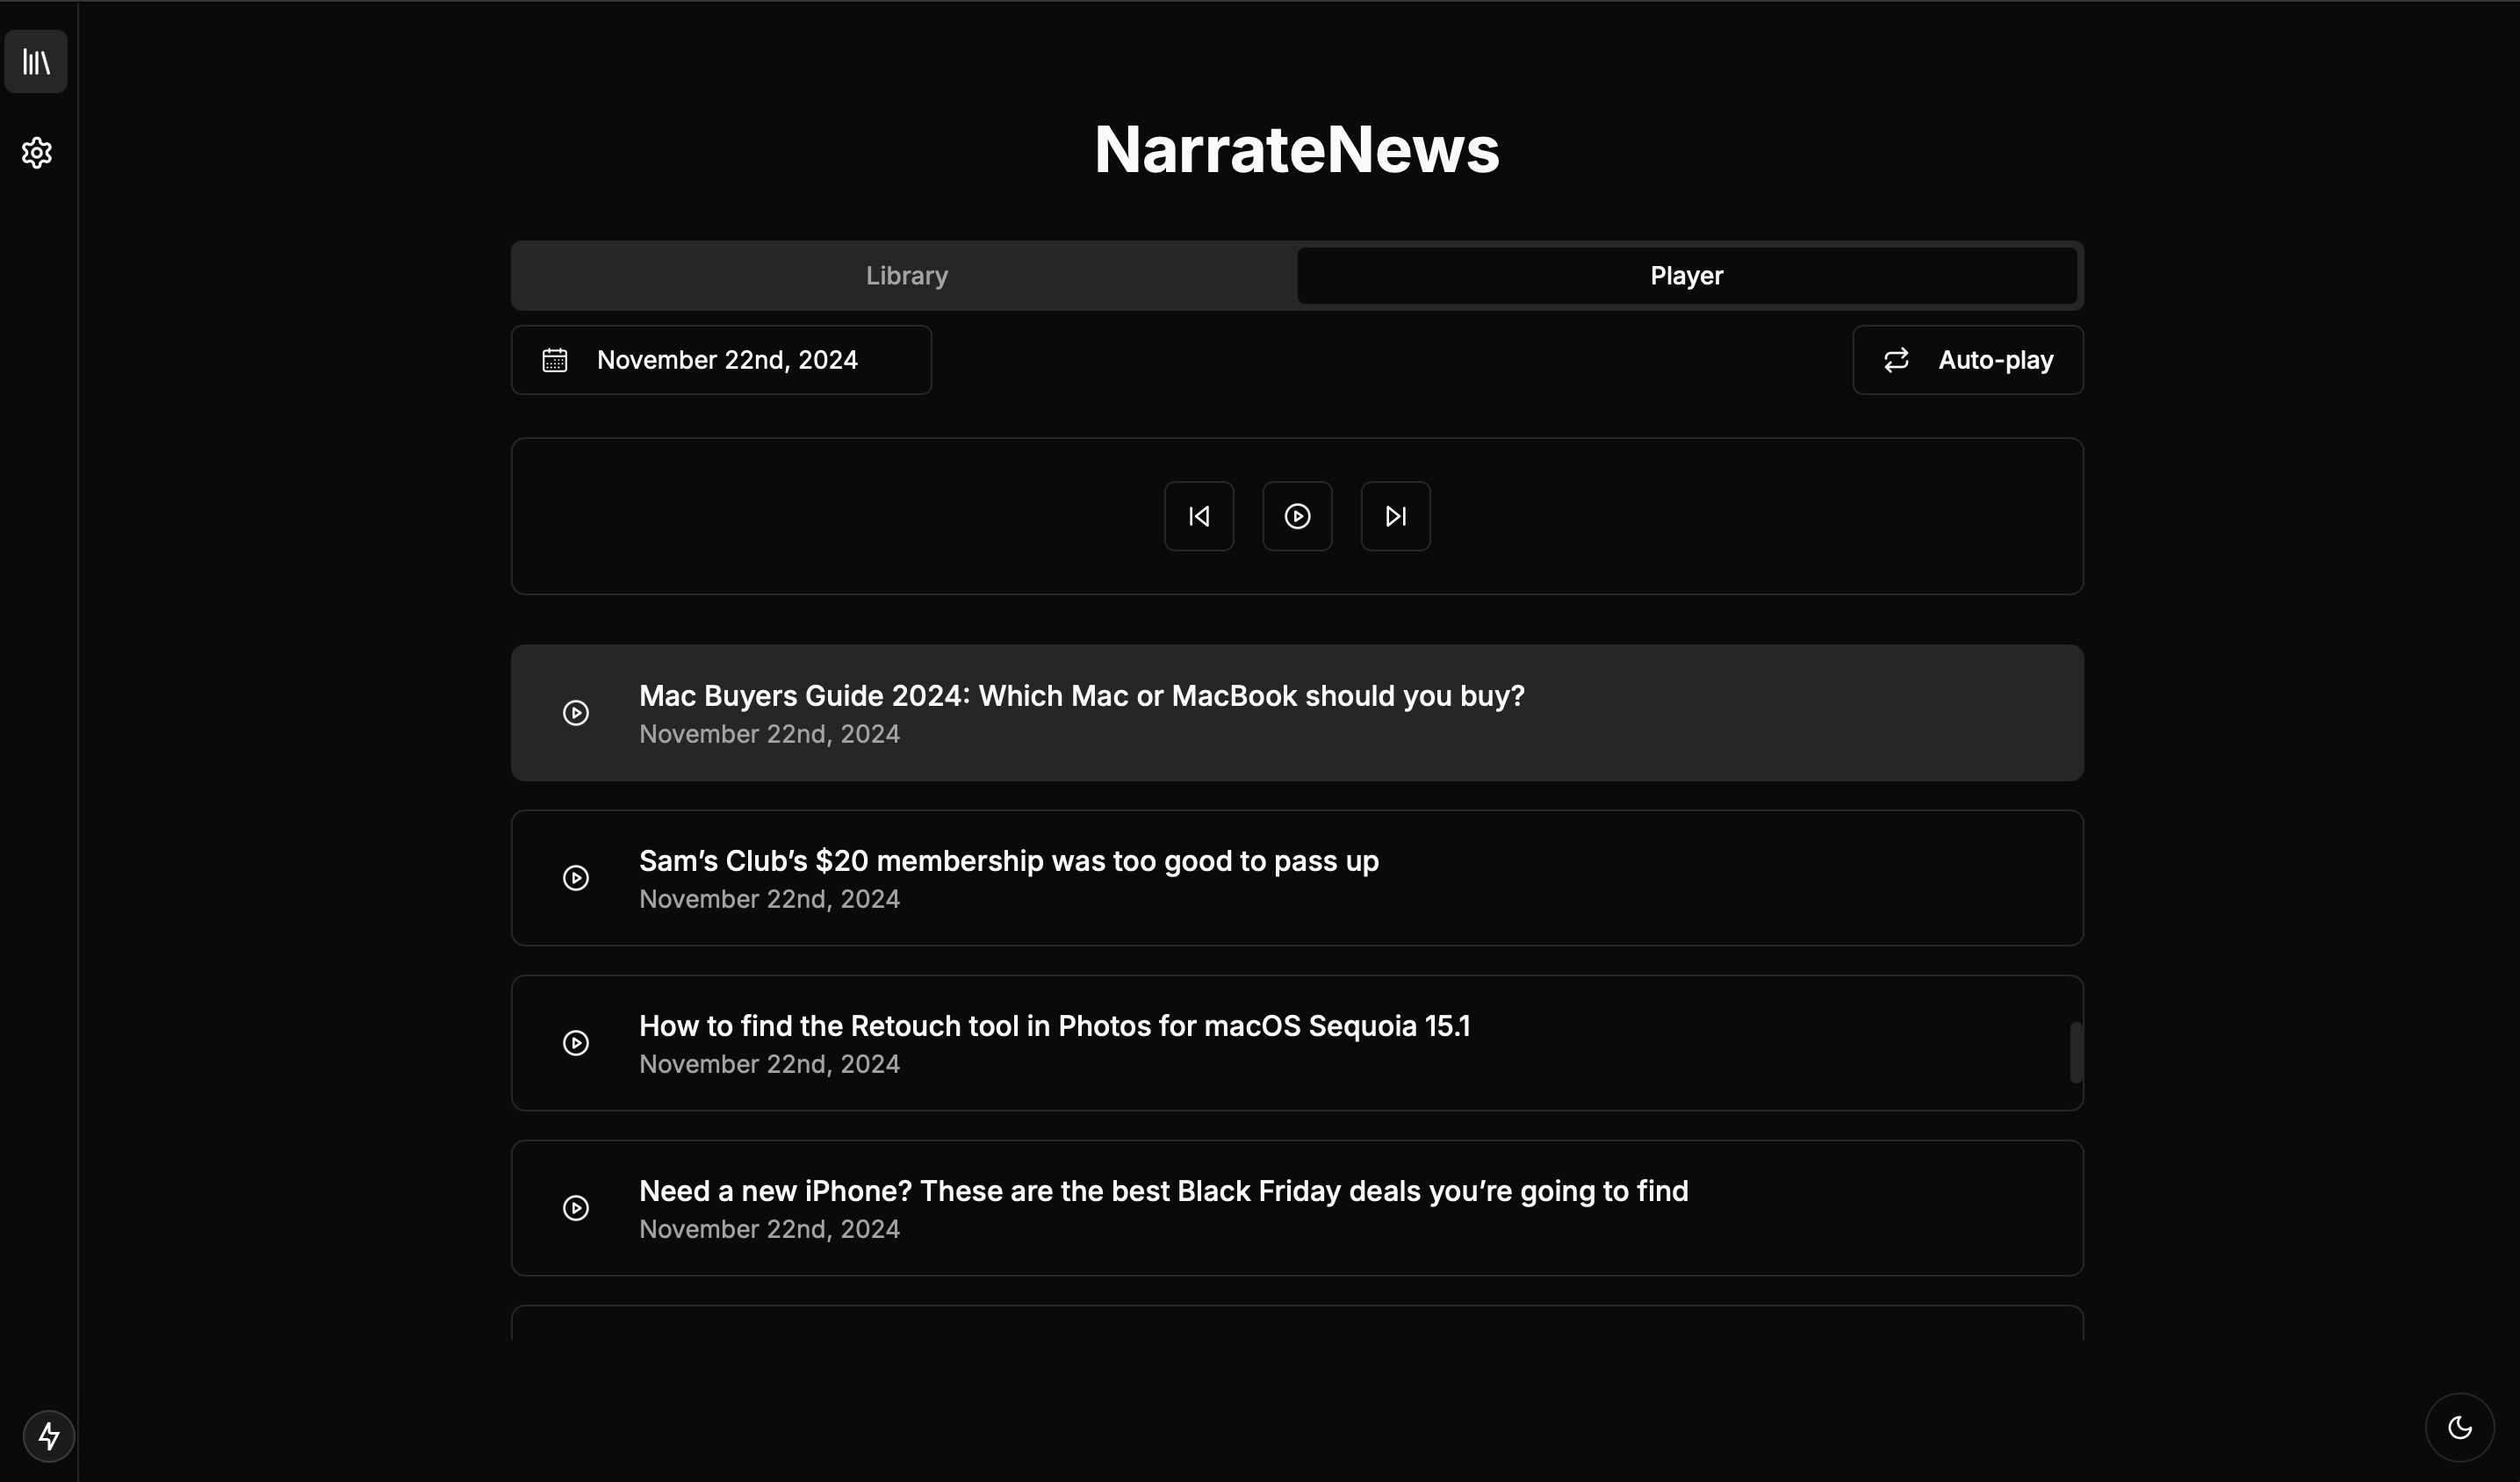 NarrateNews
Library
Player
November 22nd, 2024
Auto-play
Mac Buyers Guide 2024: Which Mac or MacBook should you buy?
November 22nd, 2024
Sam’s Club’s $20 membership was too good to pass up
November 22nd, 2024
How to find the Retouch tool in Photos for macOS Sequoia 15.1
November 22nd, 2024
Need a new iPhone? These are the best Black Friday deals you’re going to find
November 22nd, 2024